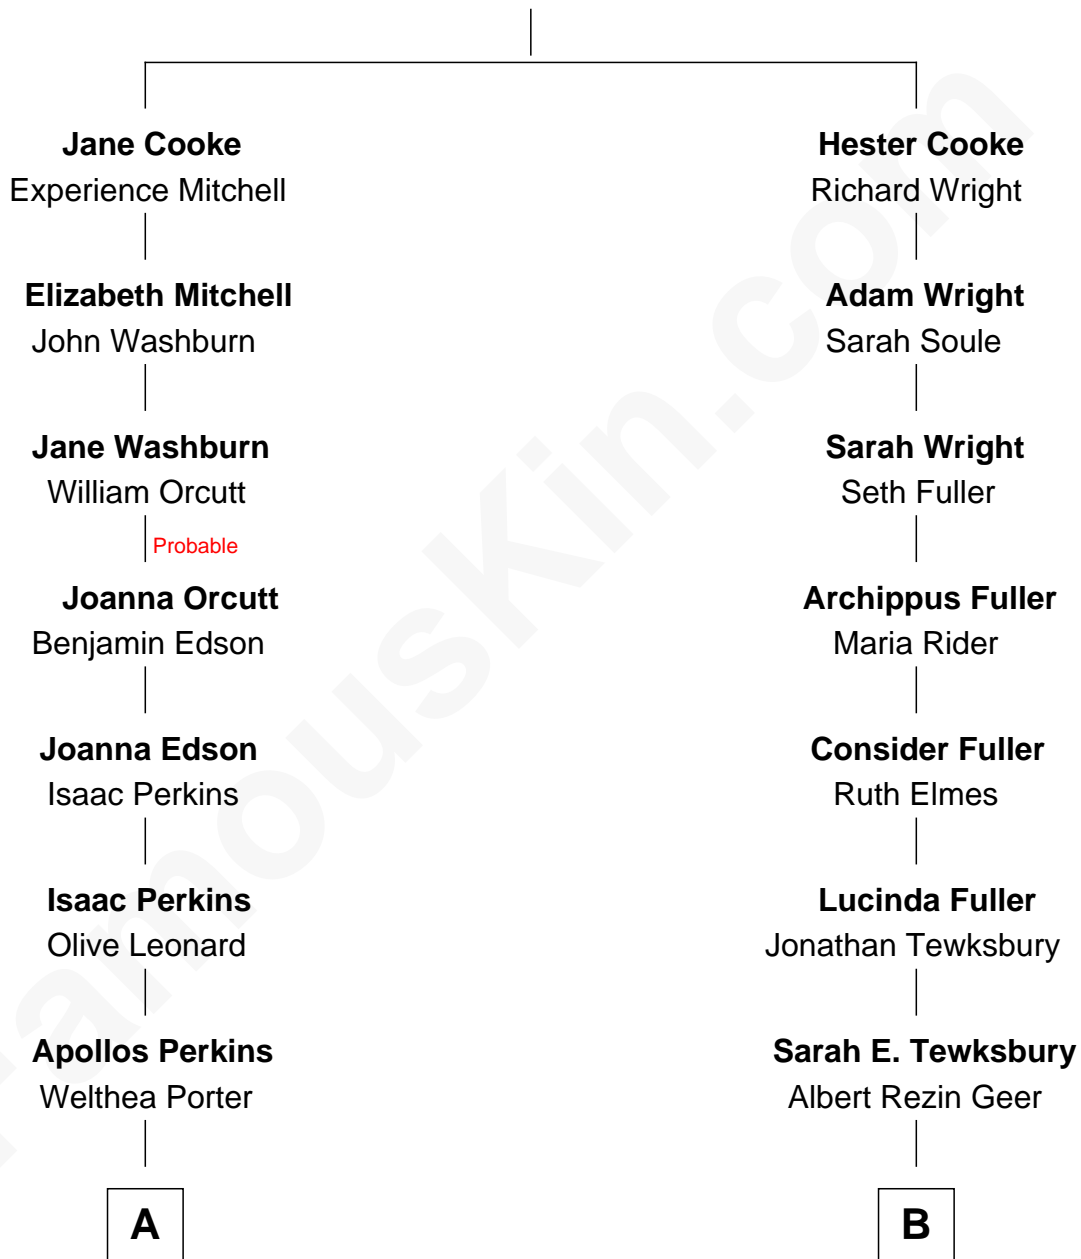 Jane Cooke
Experience Mitchell
Elizabeth Mitchell
John Washburn
Jane Washburn
William Orcutt
Probable
Joanna Orcutt
Benjamin Edson
Joanna Edson
Isaac Perkins
Isaac Perkins
Olive Leonard
Apollos Perkins
Welthea Porter
A
Hester Cooke
Richard Wright
Adam Wright
Sarah Soule
Sarah Wright
Seth Fuller
Archippus Fuller
Maria Rider
Consider Fuller
Ruth Elmes
Lucinda Fuller
Jonathan Tewksbury
Sarah E. Tewksbury
Albert Rezin Geer
B
FamousKin.com